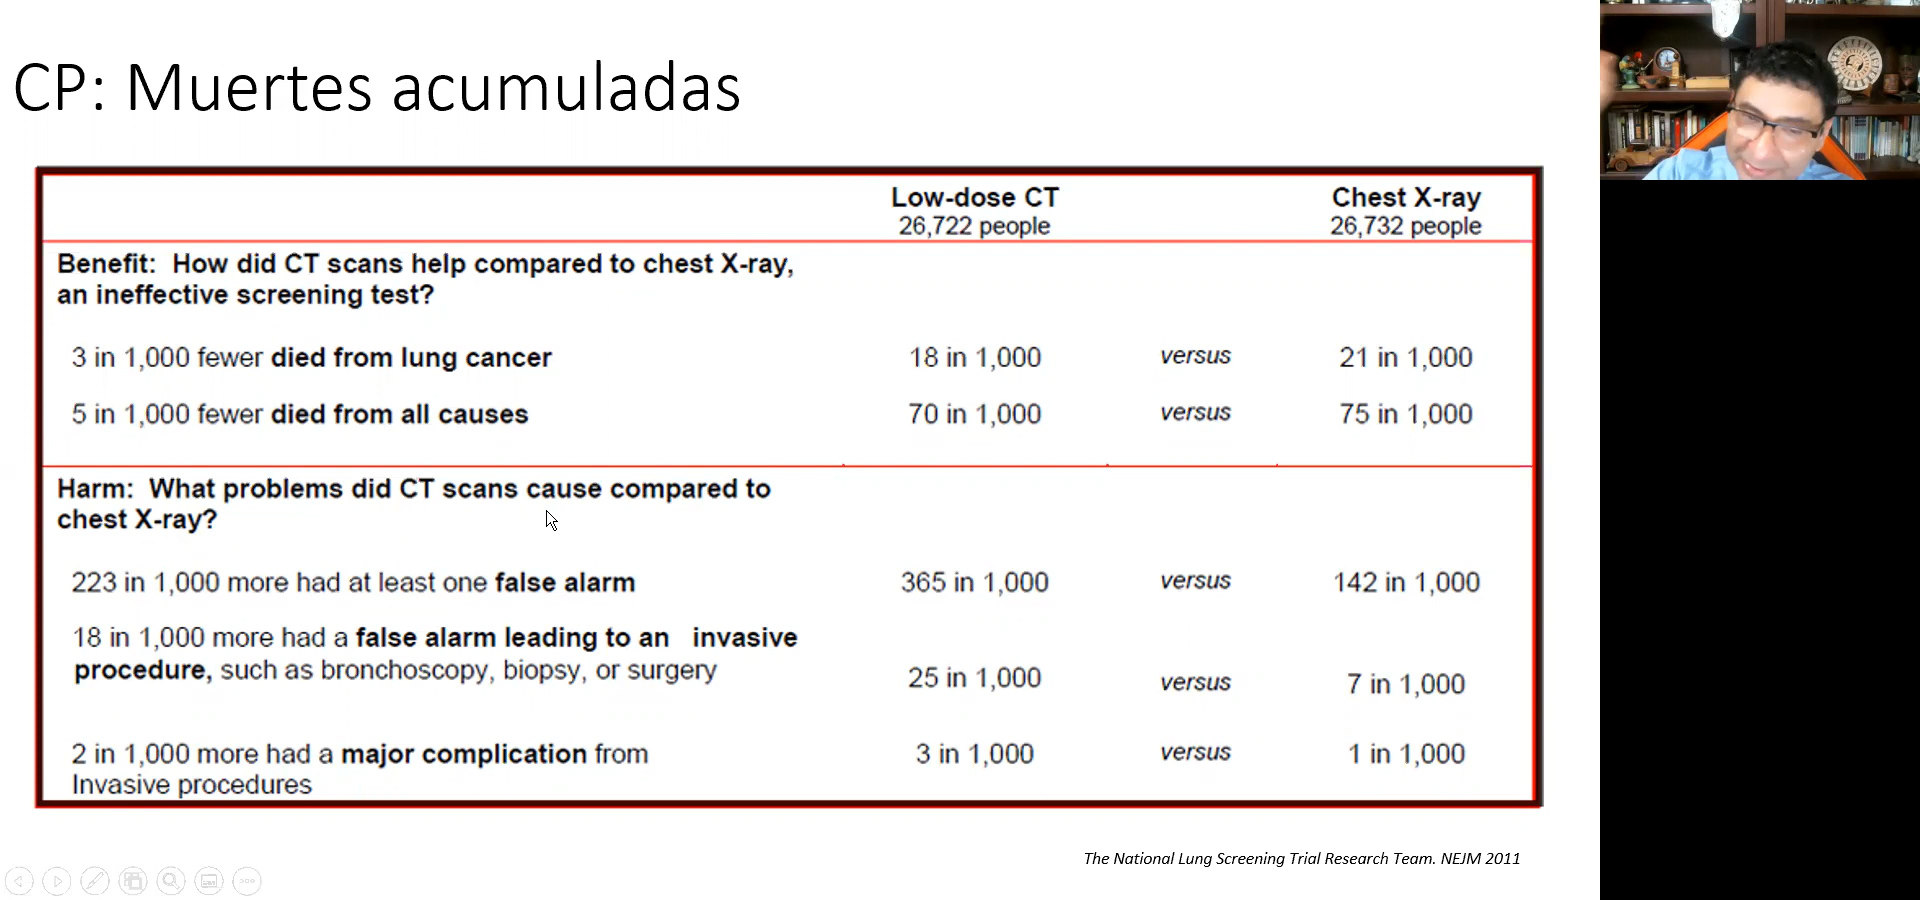 CP: Muertes acumuladas
Low-dose CT Chest X-ray
26,722 people 26,732 people
Benefit: How did CT scans help compared to chest X-ray,
an ineffective screening test?
3 in 1,000 fewer died from lung cancer 18 in 1,000 versus 21 in 1,000
5 in 1,000 fewer died from all causes 70 in 1,000 versus 75 in 1,000
Harm: What problems did CT scans cause compared to
chest X-ray?
223 in 1,000 more had at least one false alarm 365 in 1,000 versus 142 in 1,000
18 in 1,000 more had a false alarm leading to an invasive
procedure, such as bronchoscopy, biopsy, or surgery 25 in 1,000 versus 7 in 1,000
2 in 1,000 more had a major complication from 3 in 1,000 versus 1 in 1,000
Invasive procedures
The National Lung Screening Trial Research Team. NEJM 2011